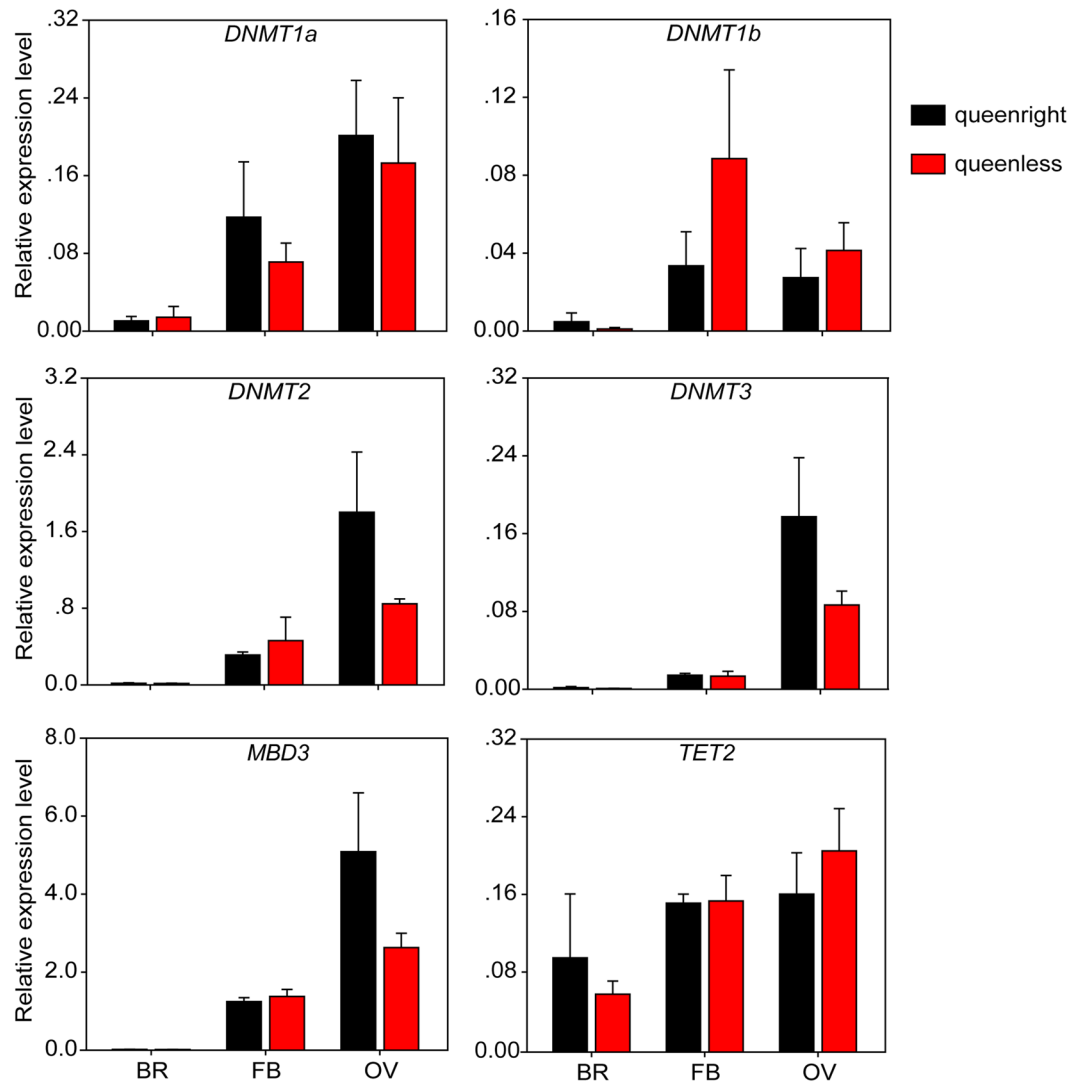 DNMT1a
Relative expression level
.32
.24
.16
.08
0.00
DNMT1b
.16
.12
.08
.04
0.00
queenright
queenless
DNMT2
Relative expression level
3.2
2.4
1.6
.8
0.0
DNMT3
.32
.24
.16
.08
0.00
MBD3
Relative expression level
8.0
6.0
4.0
2.0
0.0
BR FB OV
TET2
.32
.24
.16
.08
0.00
BR FB OV